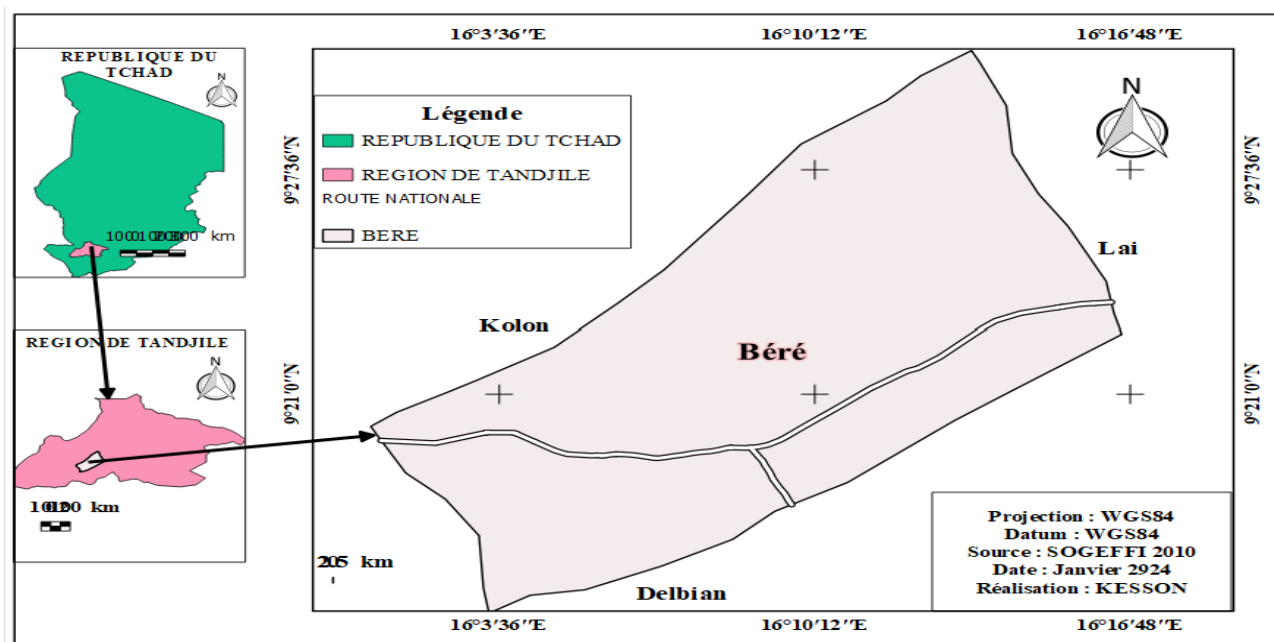 REPUBLIQUE DU
TCHAD
N
km
REGION DE TANDJILE
N
km
16°3'36"E
16°10'12"E
16°16'48"E
Légende
REPUBLIQUE DU TCHAD
REGION DE TANDJILE
ROUTE NATIONALE
BERE
N
9°27'36"N
9°27'36"N
Lai
Kolon
Béré
9°21'0"N
9°21'0"N
km
Delbian
Projection : WGS84
Datum : WGS84
Source : SOGEFFI 2010
Date : Janvier 2924
Réalisation : KESSON
16°3'36"E
16°10'12"E
16°16'48"E